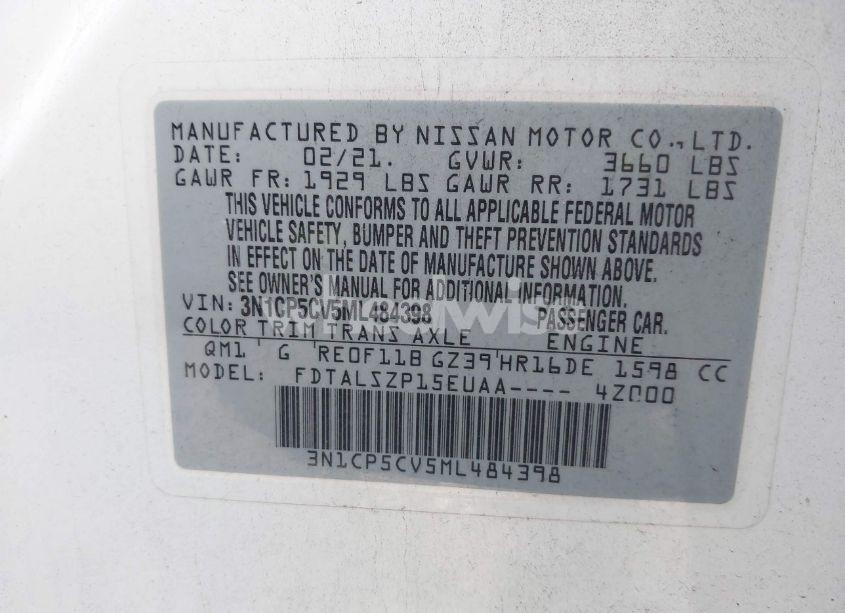 MANUFACTURED BY NISSAN MOTOR CO.,LTD.
DATE: 02/21. GVWR: 3660 LBS
GAWR FR: 1929 LBS GAWR RR: 1731 LBS
THIS VEHICLE CONFORMS TO ALL APPLICABLE FEDERAL MOTOR
VEHICLE SAFETY, BUMPER AND THEFT PREVENTION STANDARDS
IN EFFECT ON THE DATE OF MANUFACTURE SHOWN ABOVE.
SEE OWNER'S MANUAL FOR ADDITIONAL INFORMATION.
VIN: 3N1CP5CV5ML484398 PASSENGER CAR.
COLOR TRIM TRANS AXLE ENGINE
QM1 ' G ' RE0F11B GZ39'HR16DE 1598 CC
MODEL: FDTALSZP15EUAA---- 4Z000
3N1CP5CV5ML484398